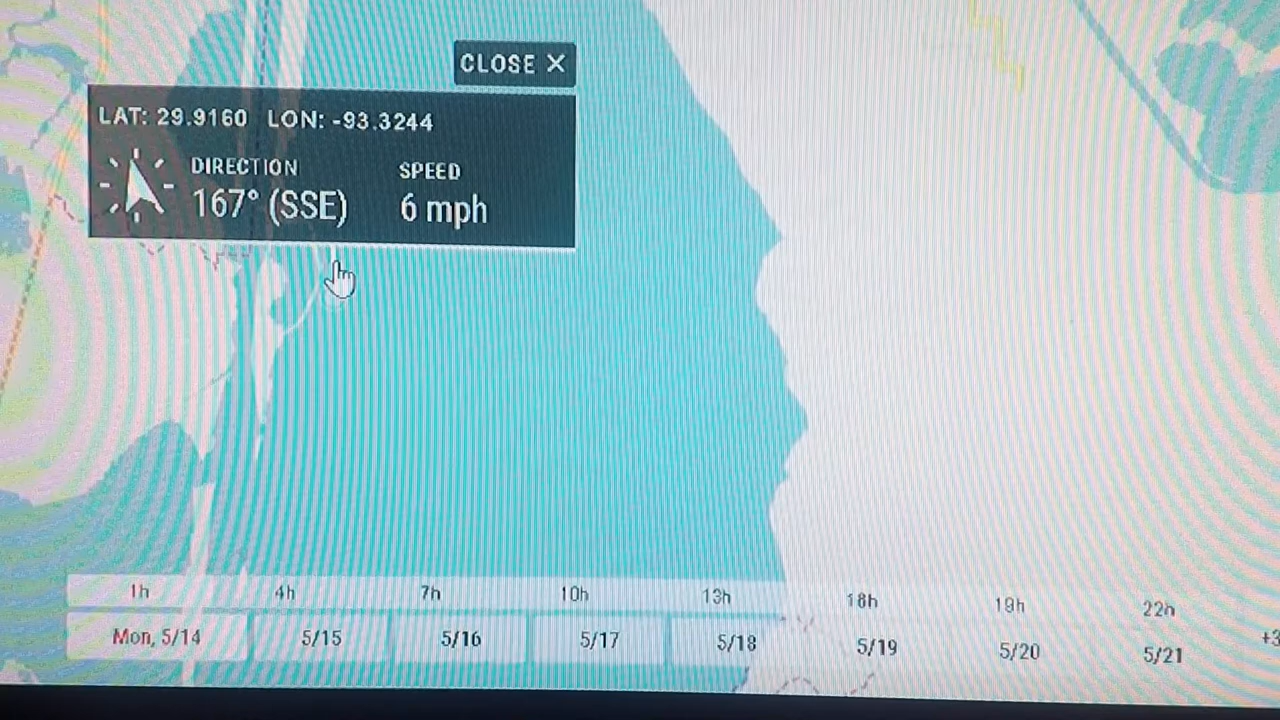 CLOSE ✕
LAT: 29.9160 LON: -93.3244
DIRECTION SPEED
167° (SSE) 6 mph
1h 4h 7h 10h 13h 18h 19h 22h
Mon, 5/14 5/15 5/16 5/17 5/18 5/19 5/20 5/21